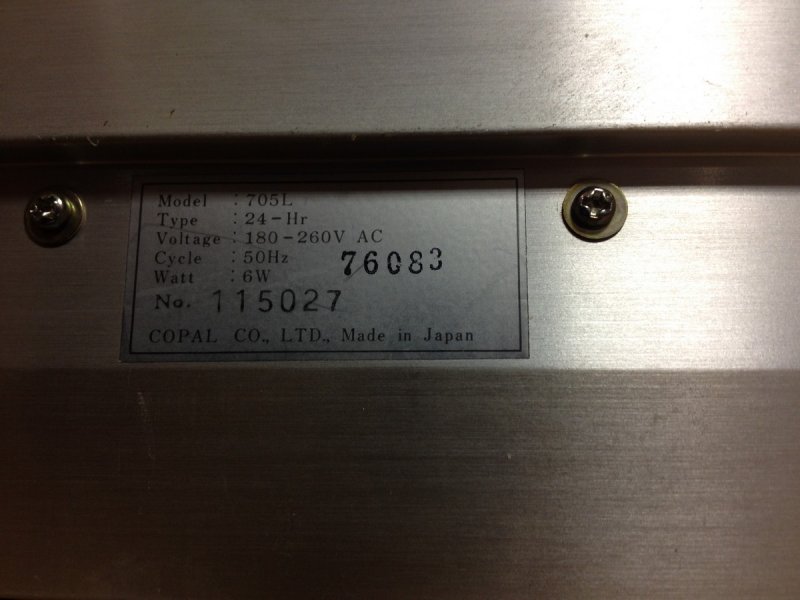 Model : 705L
Type : 24-Hr
Voltage : 180-260V AC
Cycle : 50Hz
76083
Watt : 6W
No. 115027
COPAL CO., LTD., Made in Japan